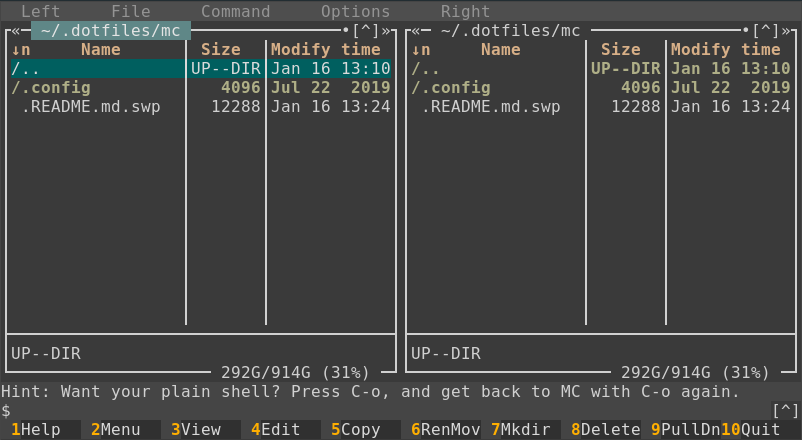 Left File Command Options Right
«─ ~/.dotfiles/mc ─•[^]» «─ ~/.dotfiles/mc ─•[^]»
↓n Name Size Modify time ↓n Name Size Modify time
/.. UP--DIR Jan 16 13:10 /.. UP--DIR Jan 16 13:10
/.config 4096 Jul 22 2019 /.config 4096 Jul 22 2019
.README.md.swp 12288 Jan 16 13:24 .README.md.swp 12288 Jan 16 13:24
UP--DIR UP--DIR
292G/914G (31%) 292G/914G (31%)
Hint: Want your plain shell? Press C-o, and get back to MC with C-o again.
$ [^]
1Help 2Menu 3View 4Edit 5Copy 6RenMov 7Mkdir 8Delete 9PullDn 10Quit